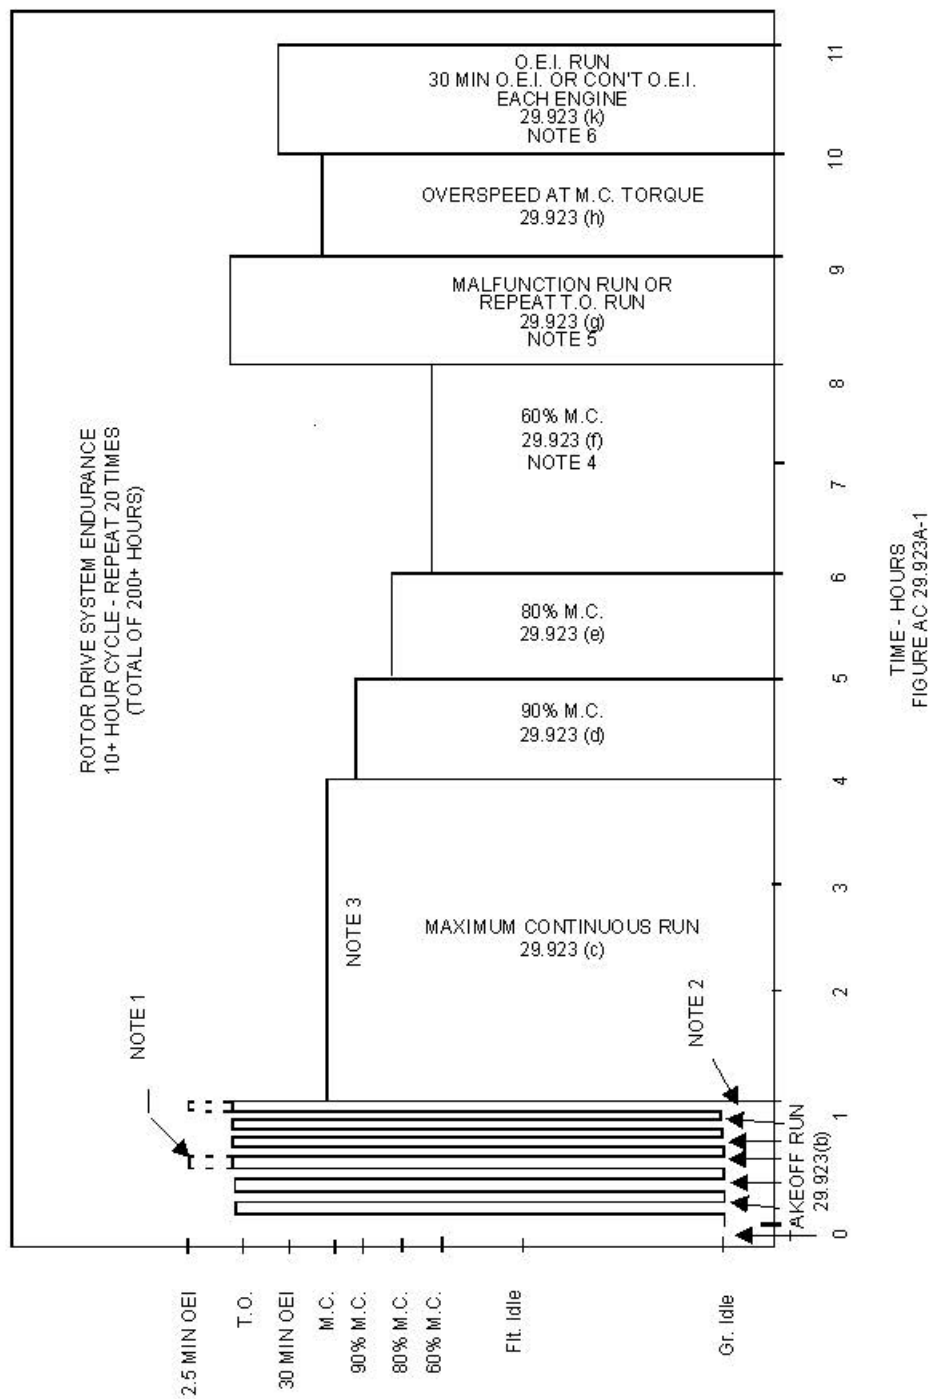 ROTOR DRIVE SYSTEM ENDURANCE
10+ HOUR CYCLE - REPEAT 20 TIMES
(TOTAL OF 200+ HOURS)
2.5 MIN OEI
T.O.
30 MIN OEI
M.C.
90% M.C.
80% M.C.
60% M.C.
Flt. Idle
Gr. Idle
NOTE 1
NOTE 2
AKEOFF RUN
29.923(b)
NOTE 3
MAXIMUM CONTINUOUS RUN
29.923 (c)
90% M.C.
29.923 (d)
80% M.C.
29.923 (e)
60% M.C.
29.923 (f)
NOTE 4
MALFUNCTION RUN OR
REPEAT T.O. RUN
29.923 (g)
NOTE 5
OVERSPEED AT M.C. TORQUE
29.923 (h)
O.E.I. RUN
30 MIN O.E.I. OR CON'T O.E.I.
EACH ENGINE
29.923 (k)
NOTE 6
0
1
2
3
4
5
6
7
8
9
10
11
TIME - HOURS
FIGURE AC 29.923A-1